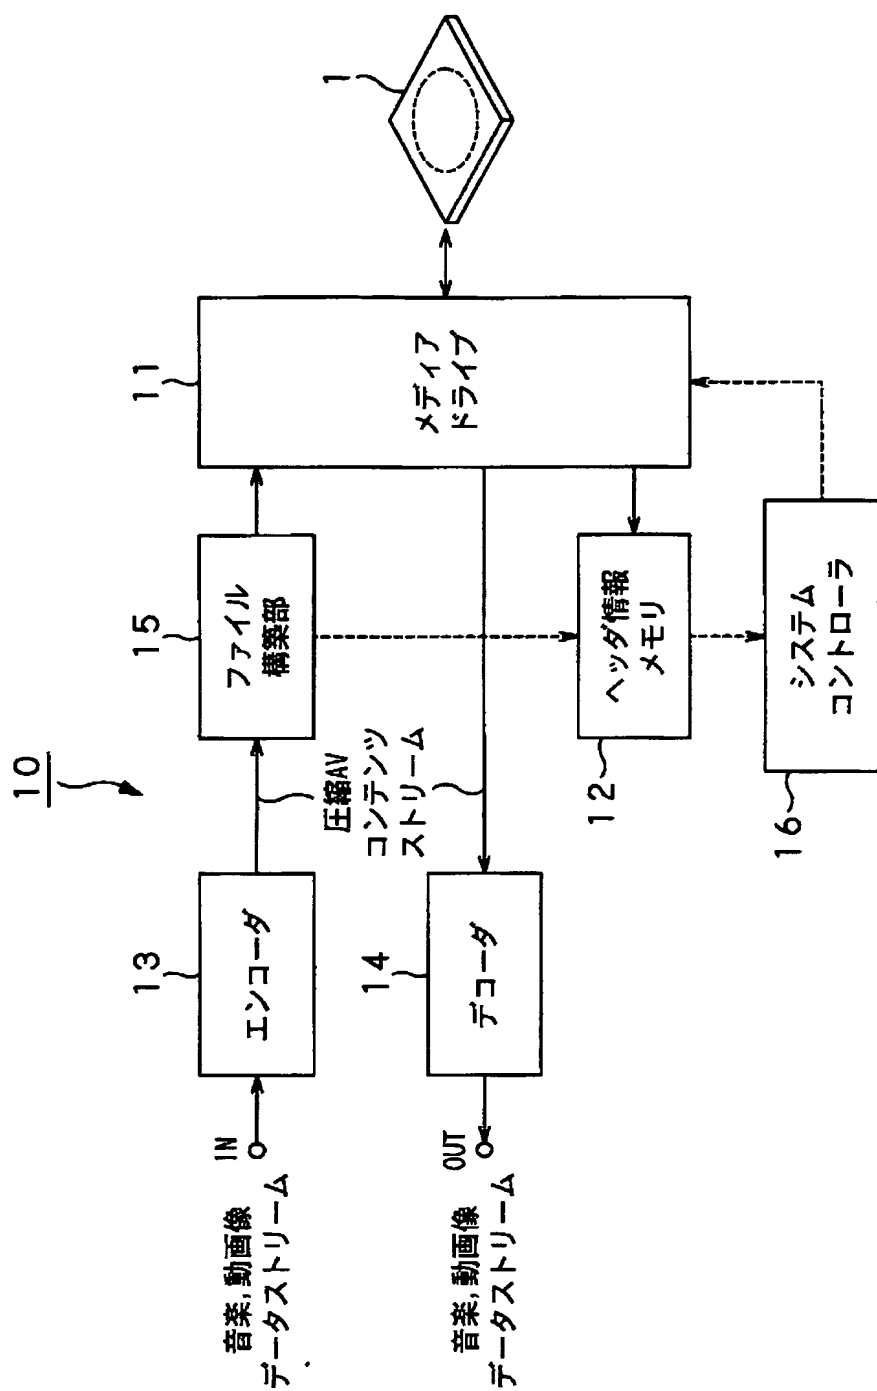 10
13
エンコーダ
IN
音楽,動画像
データストリーム
15
ファイル
構築部
11
メディア
ドライブ
1
圧縮AV
コンテンツ
ストリーム
14
デコーダ
OUT
音楽,動画像
データストリーム
12
ヘッダ情報
メモリ
16
システム
コントローラ